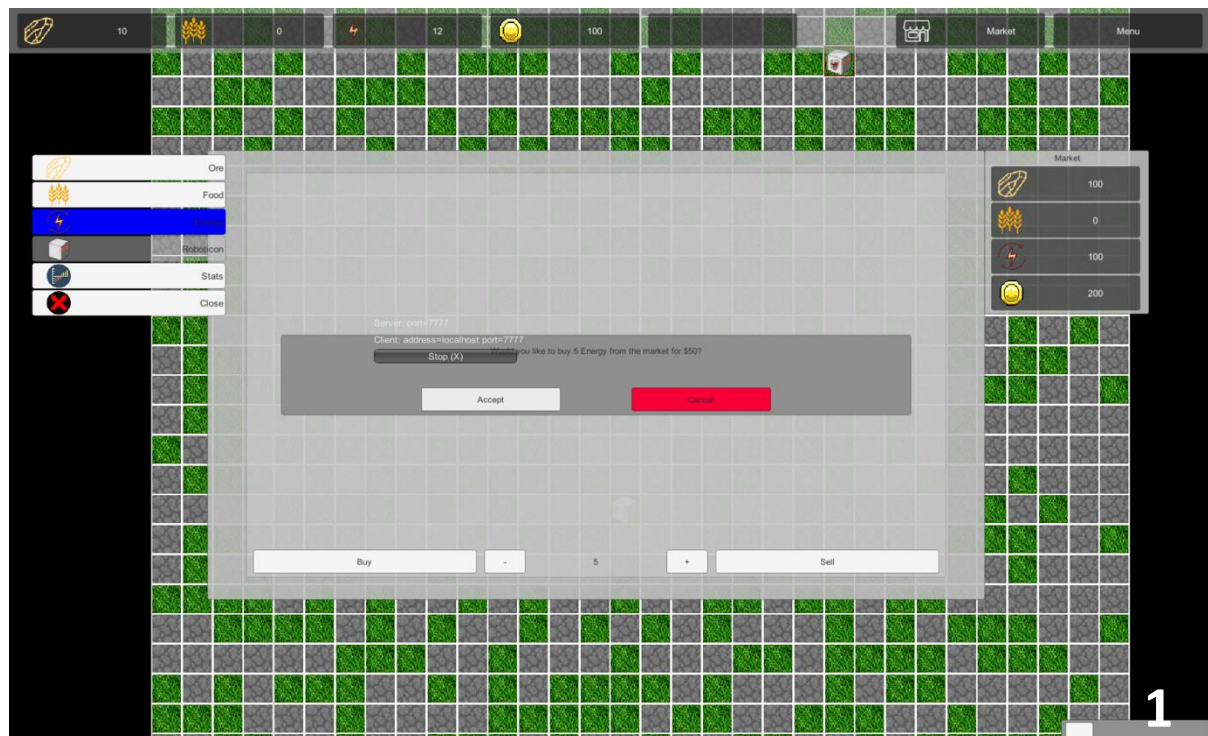 10 0 12 100 Market Menu
Market
Ore 100
Food 0
Energy 100
Roboticon 200
Stats
Close
Server: port=7777
Client: address=localhost port=7777
Stop (X) you like to buy 5 Energy from the market for $50?
Accept Cancel
Buy - 5 + Sell
1